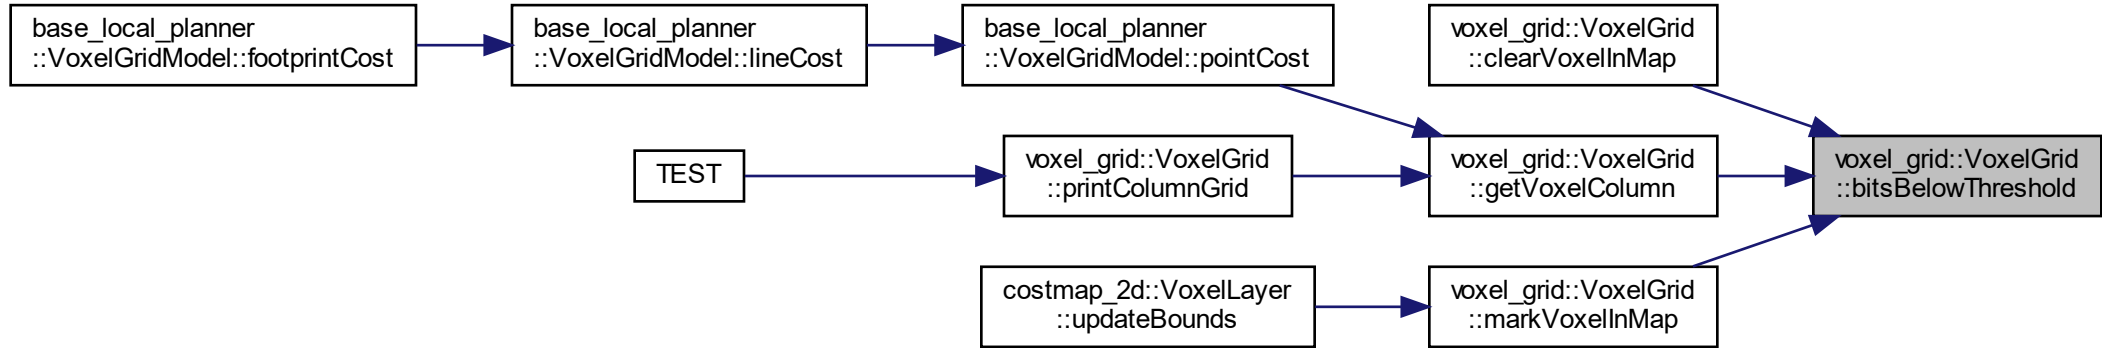 base_local_planner
::VoxelGridModel::footprintCost
base_local_planner
::VoxelGridModel::lineCost
base_local_planner
::VoxelGridModel::pointCost
voxel_grid::VoxelGrid
::clearVoxelInMap
TEST
voxel_grid::VoxelGrid
::printColumnGrid
voxel_grid::VoxelGrid
::getVoxelColumn
voxel_grid::VoxelGrid
::bitsBelowThreshold
costmap_2d::VoxelLayer
::updateBounds
voxel_grid::VoxelGrid
::markVoxelInMap